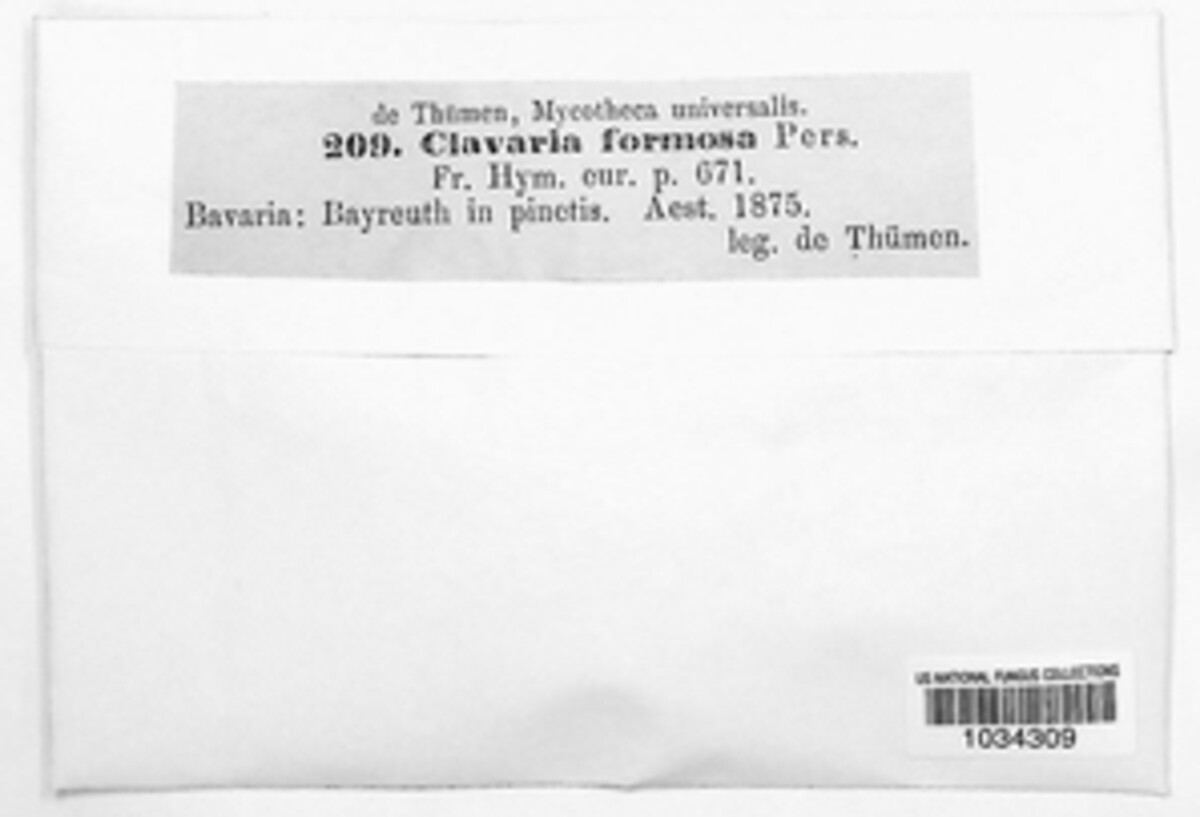 de Thümen, Mycotheca universalis.
209. Clavaria formosa Pers.
Fr. Hym. eur. p. 671.
Bavaria: Bayreuth in pinetis. Aest. 1875.
leg. de Thümen.
US NATIONAL FUNGUS COLLECTIONS
1034309